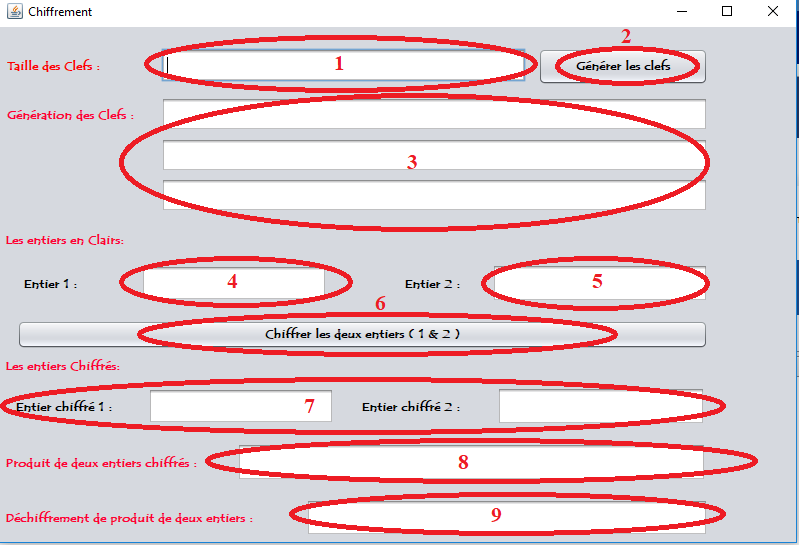 Chiffrement
2
Taille des Clefs : 1 Générer les clefs
Génération des Clefs :
3
Les entiers en Clairs:
Entier 1 : 4 Entier 2 : 5
6
Chiffrer les deux entiers ( 1 & 2 )
Les entiers Chiffrés:
Entier chiffré 1 : 7 Entier chiffré 2 :
Produit de deux entiers chiffrés : 8
Déchiffrement de produit de deux entiers : 9